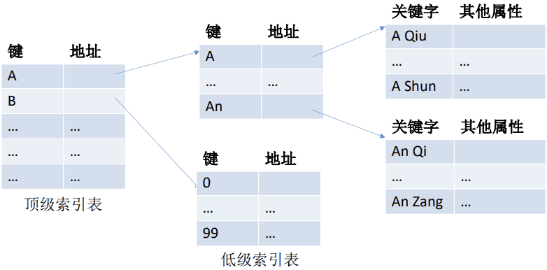 键 地址
A
B
… …
… …
… …
顶级索引表
键 地址
A
… …
An
键 地址
0
… …
99 …
低级索引表
关键字 其他属性
A Qiu
… …
A Shun …
关键字 其他属性
An Qi
… …
An Zang …